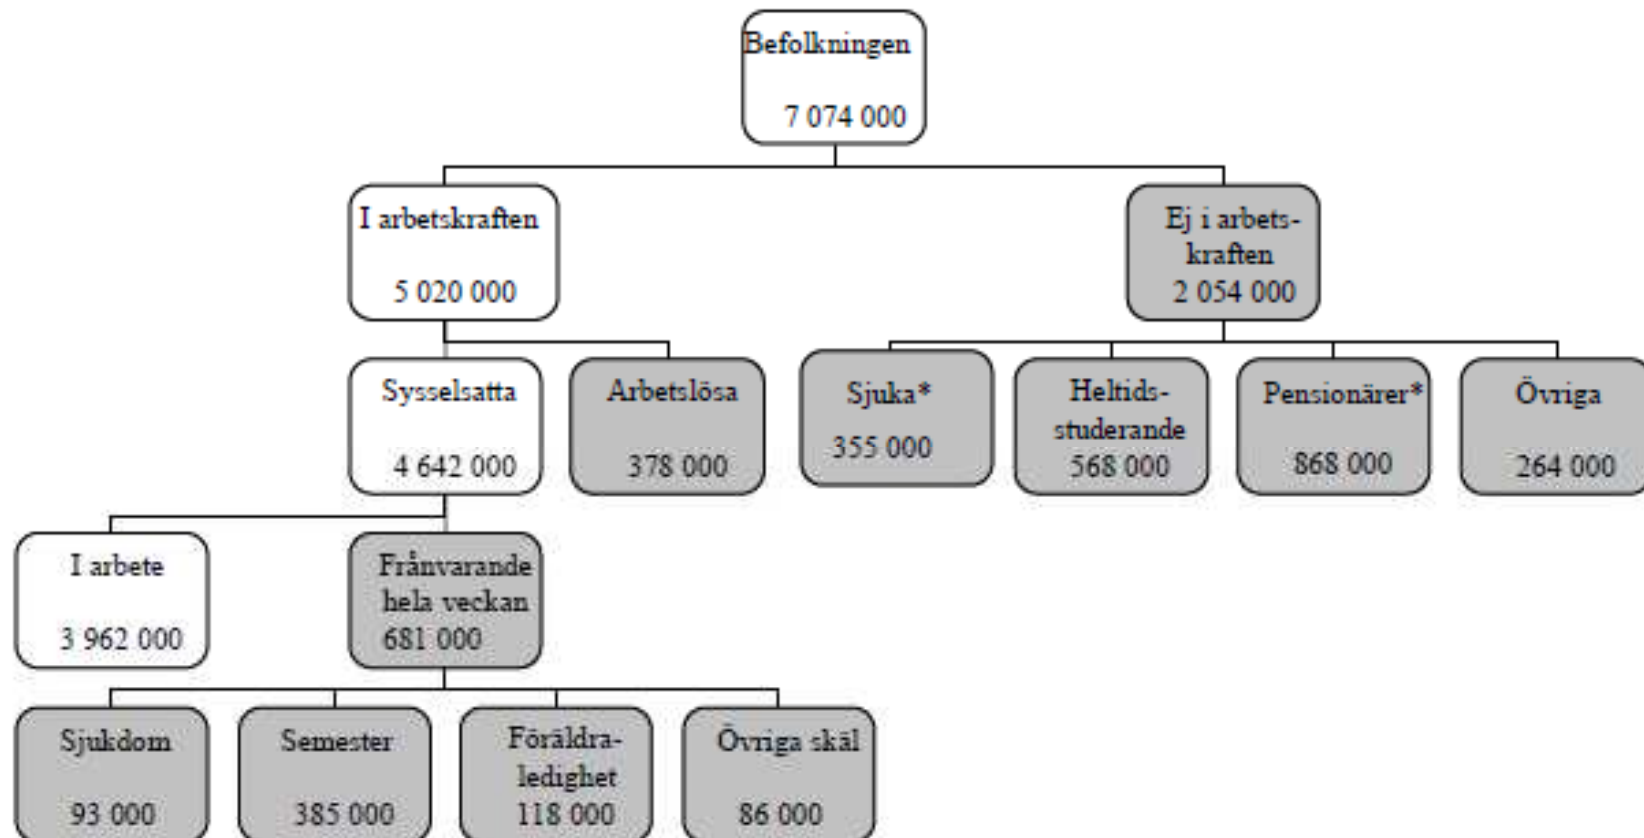 Befolkningen
7 074 000
I arbetskraften
5 020 000
Ej i arbets-
kraften
2 054 000
Sysselsatta
4 642 000
Arbetslösa
378 000
Sjuka*
355 000
Heltids-
studerande
568 000
Pensionärer*
868 000
Övriga
264 000
I arbete
3 962 000
Frånvarande
hela veckan
681 000
Sjukdom
93 000
Semester
385 000
Föräldra-
ledighet
118 000
Övriga skäl
86 000